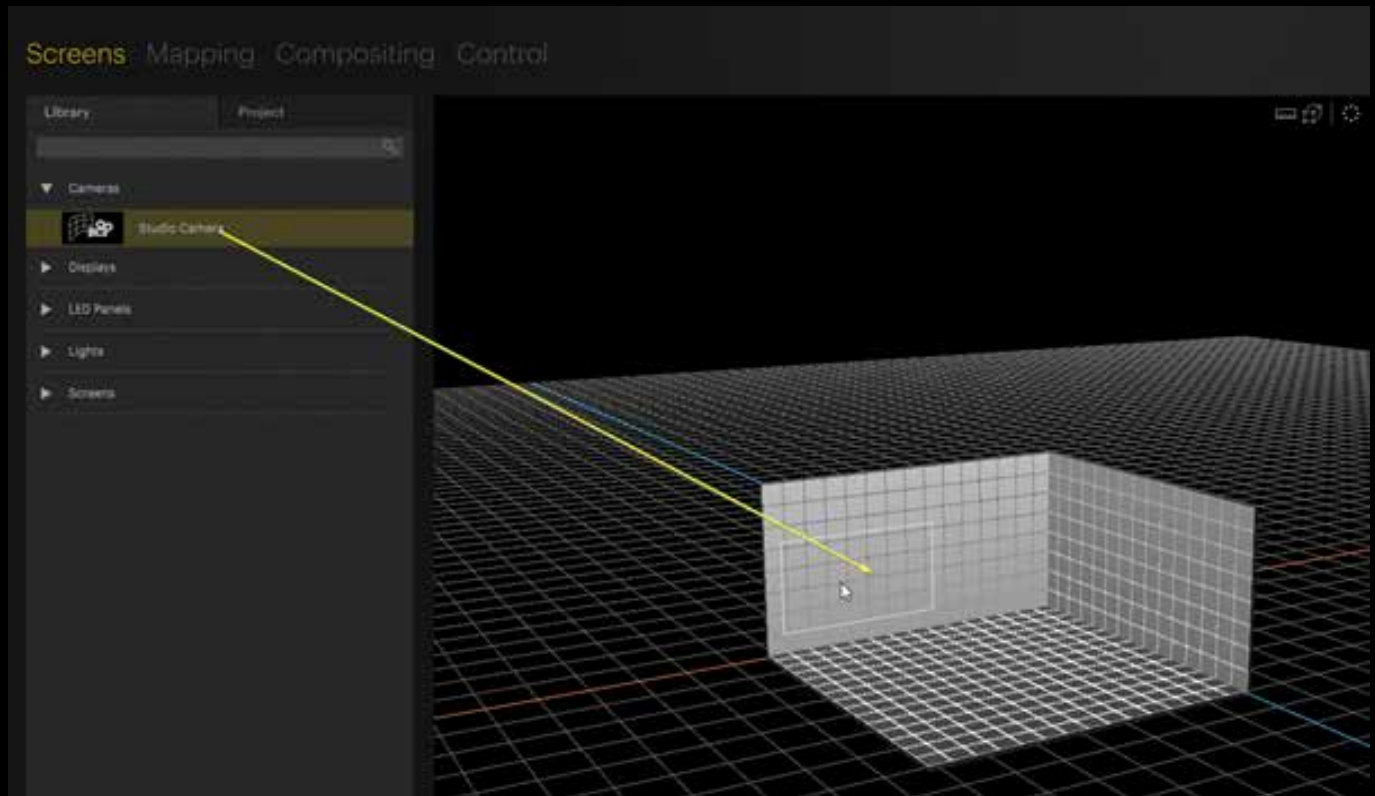 Screens Mapping Compositing Control
Library Project
Cameras
Studio Camera
Displays
LED Panels
Lights
Screens